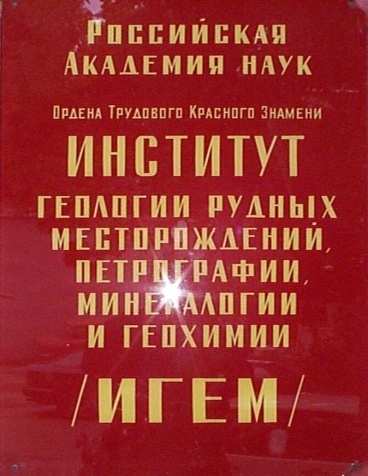 Российская
Академия наук
Ордена Трудового Красного Знамени
ИНСТИТУТ
ГЕОЛОГИИ РУДНЫХ
МЕСТОРОЖДЕНИЙ,
ПЕТРОГРАФИИ,
МИНЕРАЛОГИИ
И ГЕОХИМИИ
/ИГЕМ/